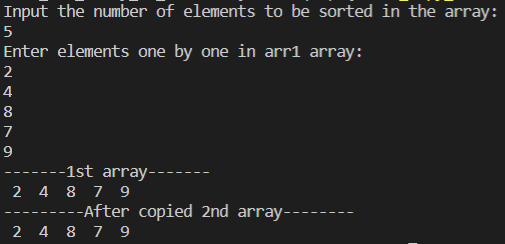 Input the number of elements to be sorted in the array:
5
Enter elements one by one in arr1 array:
2
4
8
7
9
-------1st array-------
 2  4  8  7  9
---------After copied 2nd array--------
 2  4  8  7  9